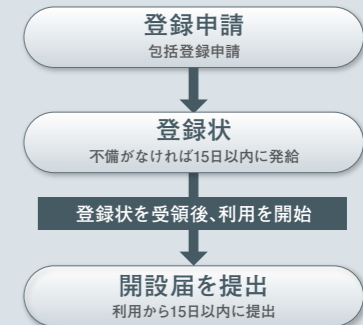 登録申請
包括登録申請
登録状
不備がなければ15日以内に発給
登録状を受領後、利用を開始
開設届を提出
利用から15日以内に提出